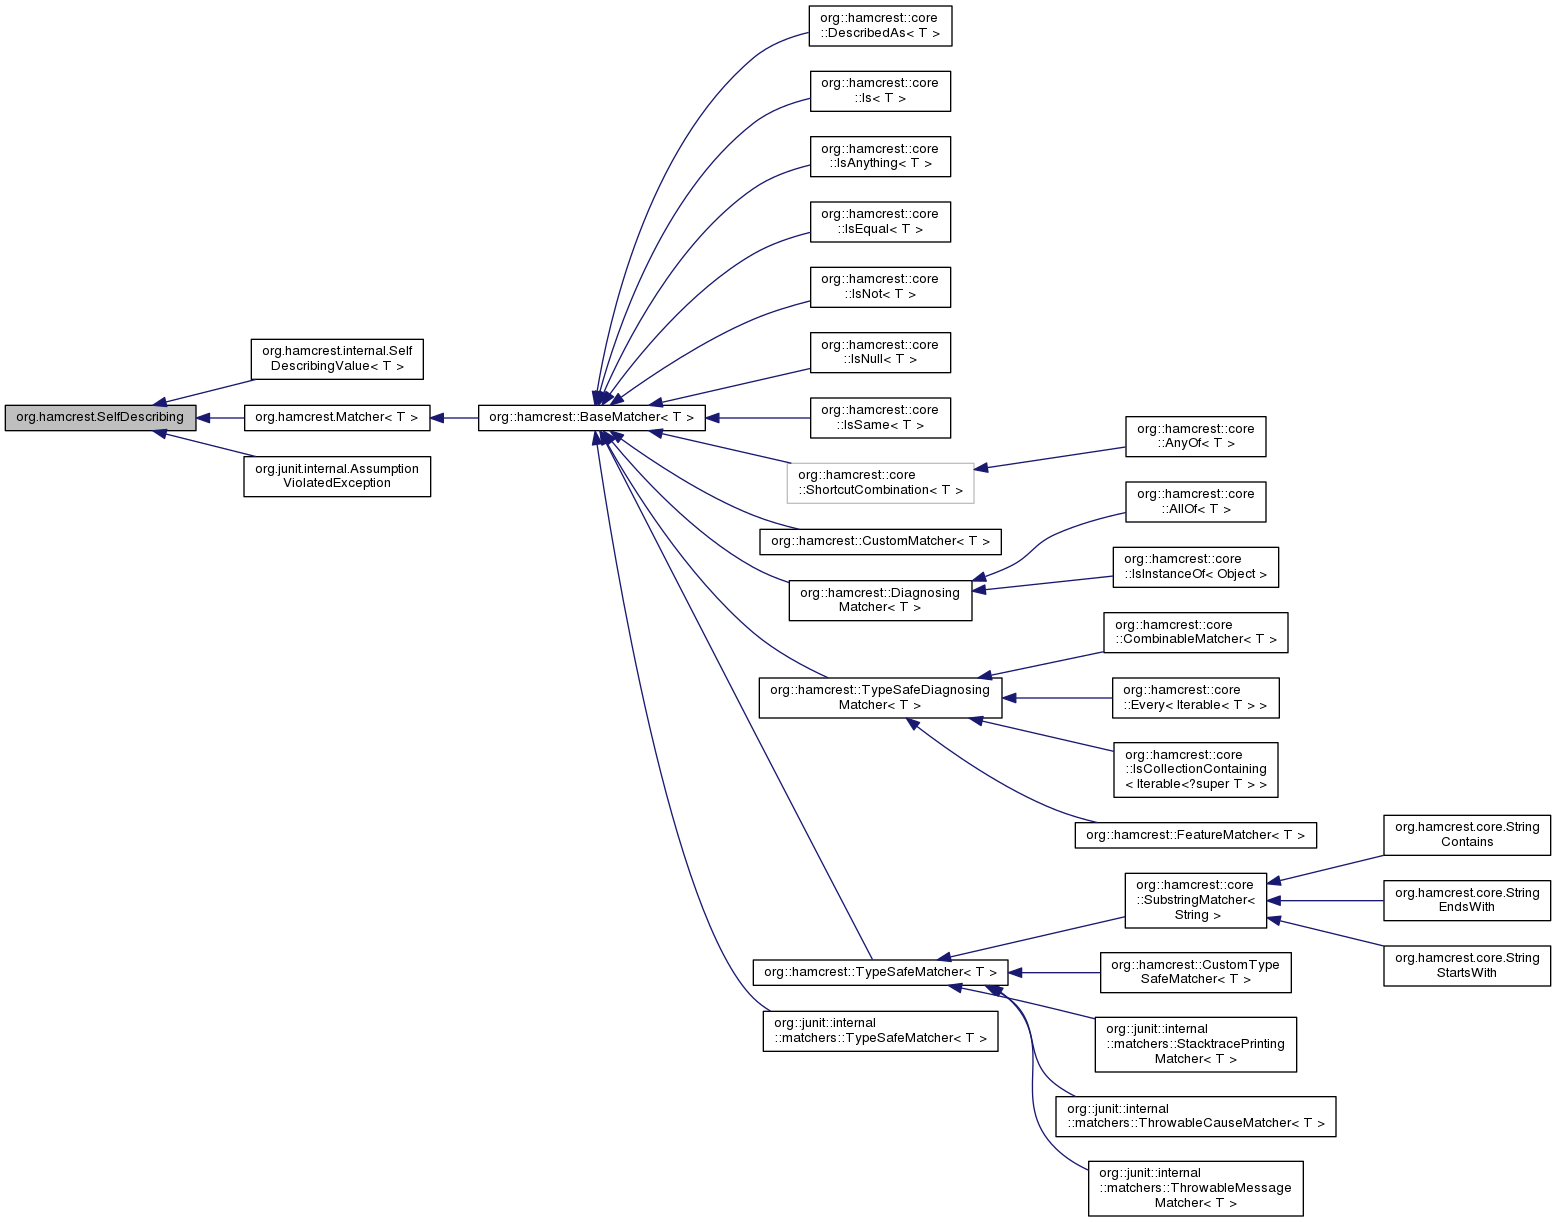 org::hamcrest::core
::DescribedAs< T >
org::hamcrest::core
::Is< T >
org::hamcrest::core
::IsAnything< T >
org::hamcrest::core
::IsEqual< T >
org::hamcrest::core
::IsNot< T >
org::hamcrest::core
::IsNull< T >
org::hamcrest::core
::IsSame< T >
org.hamcrest.internal.Self
DescribingValue< T >
org.hamcrest.SelfDescribing
org.hamcrest.Matcher< T >
org::hamcrest::BaseMatcher< T >
org.junit.internal.Assumption
ViolatedException
org::hamcrest::core
::ShortcutCombination< T >
org::hamcrest::core
::AnyOf< T >
org::hamcrest::CustomMatcher< T >
org::hamcrest::Diagnosing
Matcher< T >
org::hamcrest::core
::AllOf< T >
org::hamcrest::core
::IsInstanceOf< Object >
org::hamcrest::TypeSafeDiagnosing
Matcher< T >
org::hamcrest::core
::CombinableMatcher< T >
org::hamcrest::core
::Every< Iterable< T > >
org::hamcrest::core
::IsCollectionContaining
< Iterable<?super T > >
org::hamcrest::FeatureMatcher< T >
org::hamcrest::TypeSafeMatcher< T >
org::hamcrest::core
::SubstringMatcher<
String >
org.hamcrest.core.String
Contains
org.hamcrest.core.String
EndsWith
org.hamcrest.core.String
StartsWith
org::hamcrest::CustomType
SafeMatcher< T >
org::junit::internal
::matchers::TypeSafeMatcher< T >
org::junit::internal
::matchers::StacktracePrinting
Matcher< T >
org::junit::internal
::matchers::ThrowableCauseMatcher< T >
org::junit::internal
::matchers::ThrowableMessage
Matcher< T >